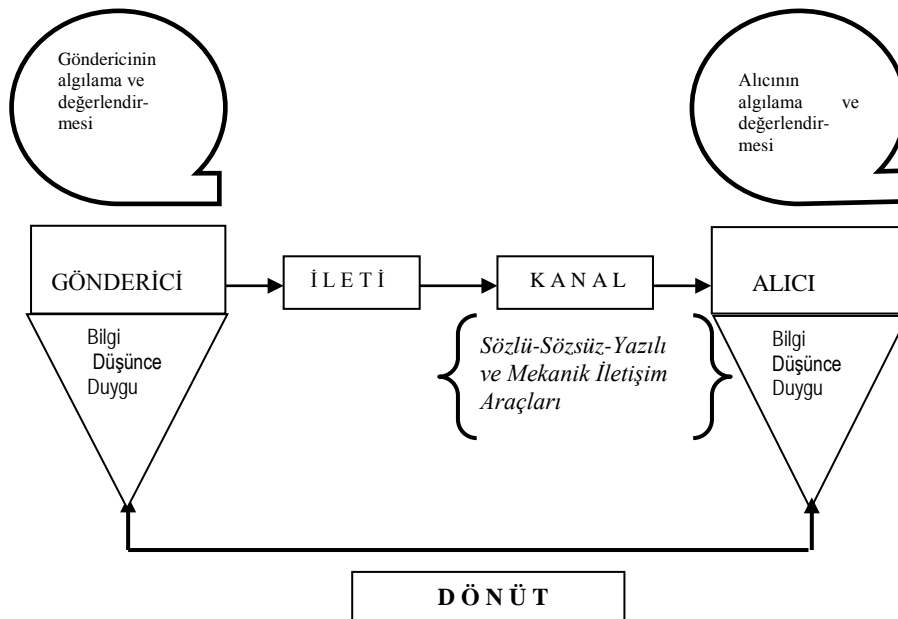 Göndericinin
algılama ve
değerlendir-
mesi
Alıcının
algılama ve
değerlendir-
mesi
GÖNDERİCİ
İ L E T İ
K A N A L
ALICI
Bilgi
Düşünce
Duygu
Sözlü-Sözsüz-Yazılı
ve Mekanik İletişim
Araçları
Bilgi
Düşünce
Duygu
D Ö N Ü T